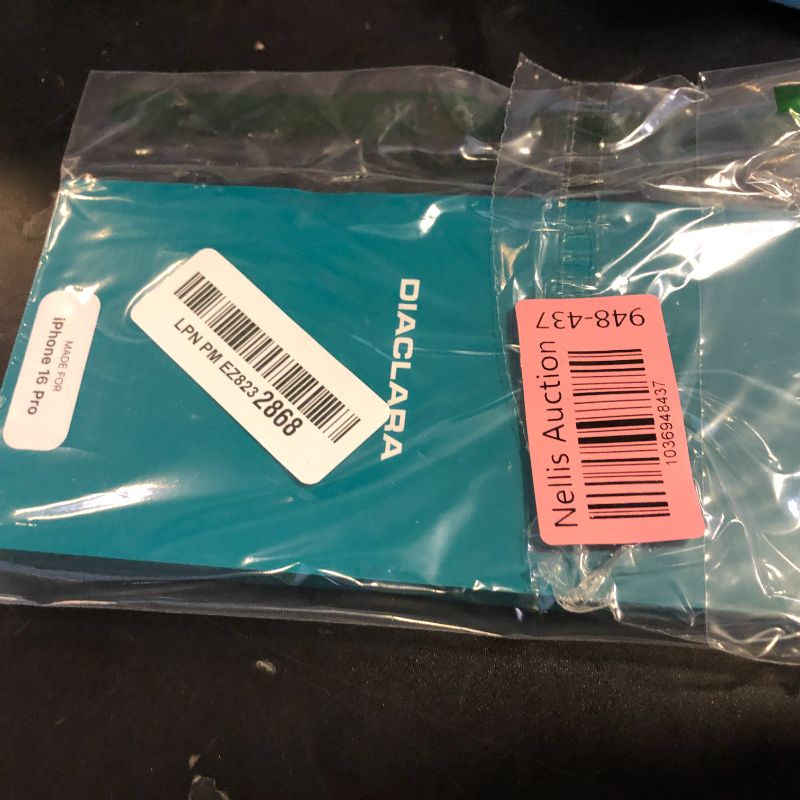 MADE FOR
iPhone 16 Pro
LPN PM EZ823 2868
DIACLARA
Nellis Auction
948-437
1036948437